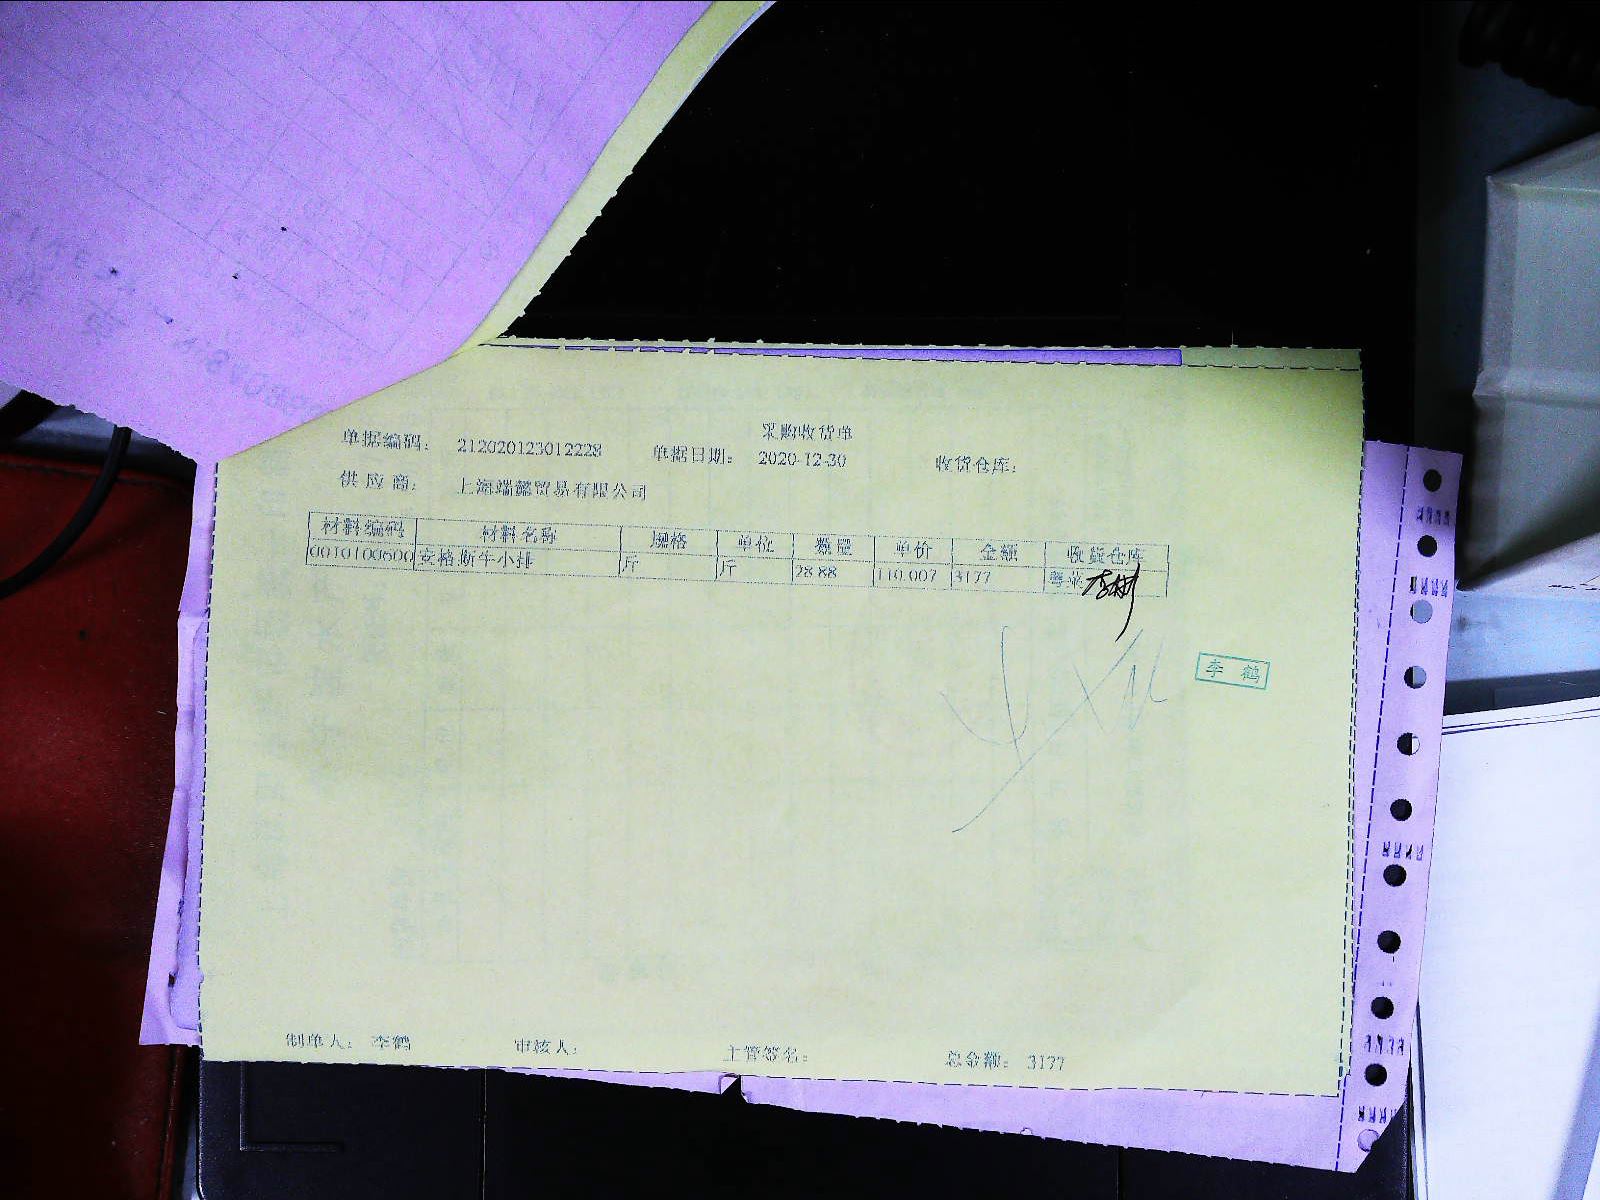 采购收货单
单据编码： 212020123012228 单据日期： 2020-12-30 收货仓库：
供应商： 上海端懿贸易有限公司
材料编码 材料名称 规格 单位 数量 单价 金额 收货仓库
0010100600 安格斯牛小排 斤 斤 28.88 110.007 3177
李鹤
制单人： 李鹤 审核人： 主管签名： 总金额： 3177